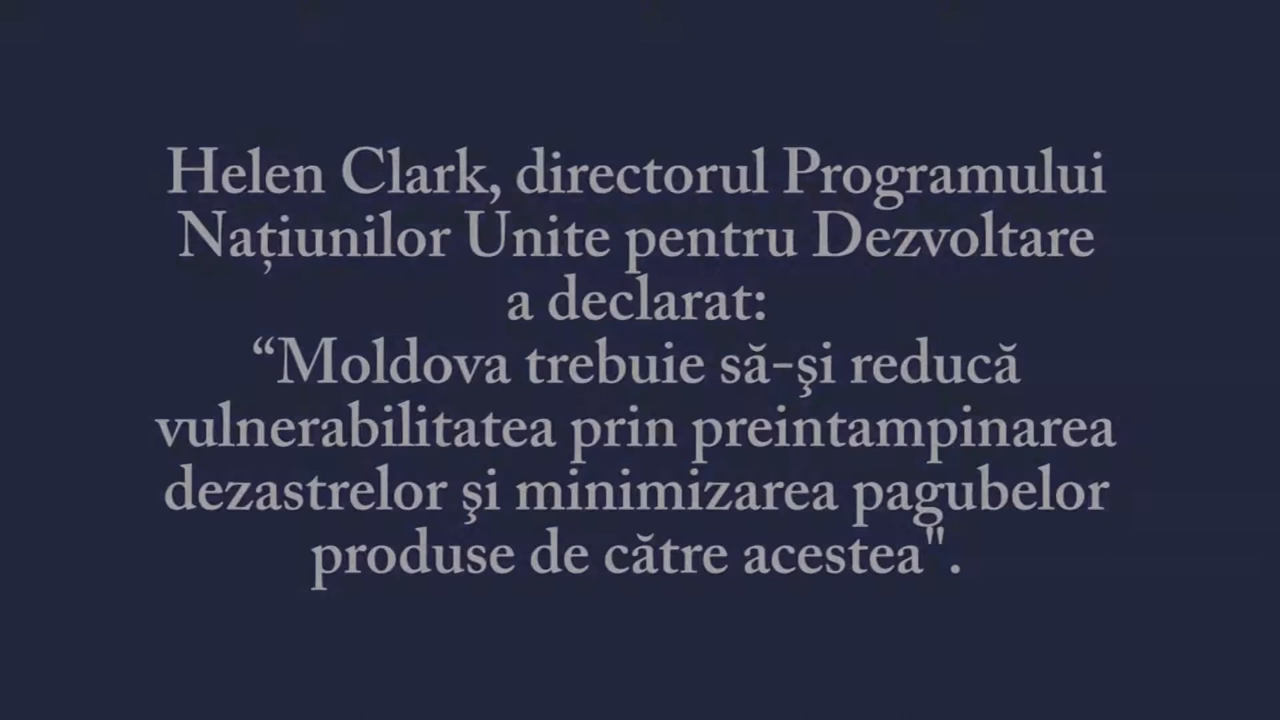 Helen Clark, directorul Programului
Națiunilor Unite pentru Dezvoltare
a declarat:
“Moldova trebuie să-şi reducă
vulnerabilitatea prin preintampinarea
dezastrelor şi minimizarea pagubelor
produse de către acestea".